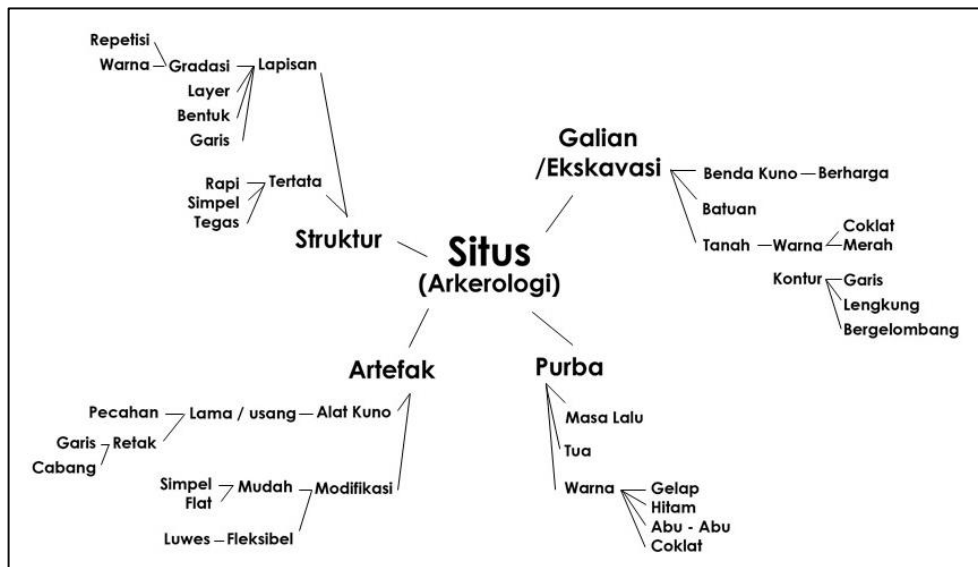 Repetisi
Warna Gradasi Lapisan
Layer
Bentuk
Garis
Rapi Tertata
Simpel
Tegas
Struktur
Situs
(Arkerologi)
Galian
/Ekskavasi
Benda Kuno Berharga
Batuan
Coklat
Tanah Warna Merah
Kontur Garis
Lengkung
Bergelombang
Artefak
Pecahan Lama / usang Alat Kuno
Garis Retak
Cabang
Simpel Mudah Modifikasi
Flat
Luwes Fleksibel
Purba
Masa Lalu
Tua
Warna Gelap
Hitam
Abu - Abu
Coklat